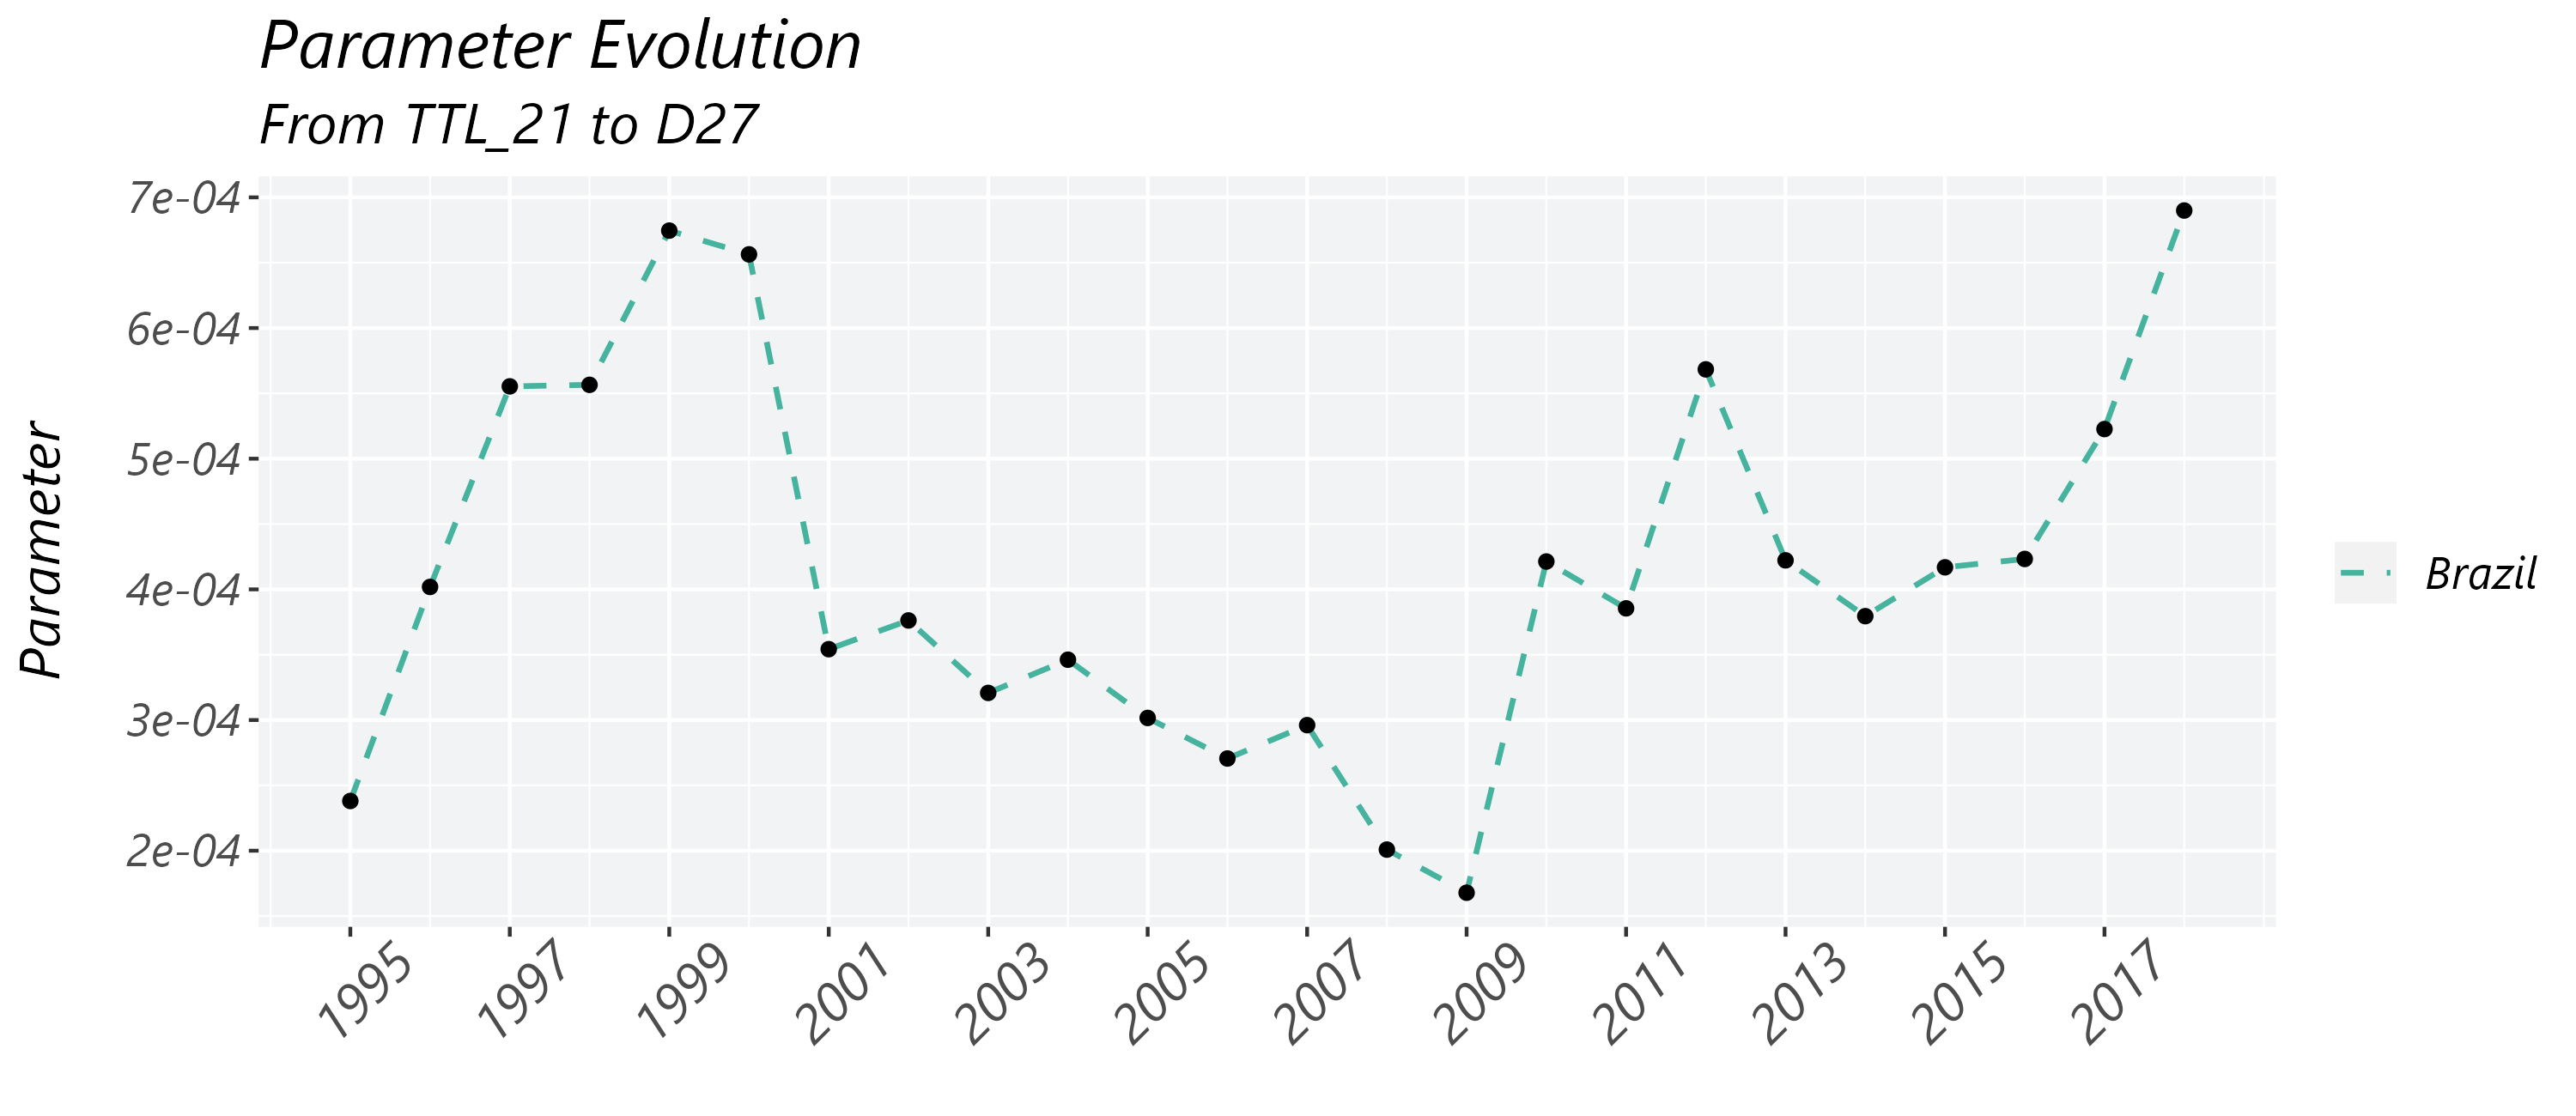 Parameter Evolution
From TTL_21 to D27
Parameter
7e-04
6e-04
5e-04
4e-04
3e-04
2e-04
1995
1997
1999
2001
2003
2005
2007
2009
2011
2013
2015
2017
Brazil